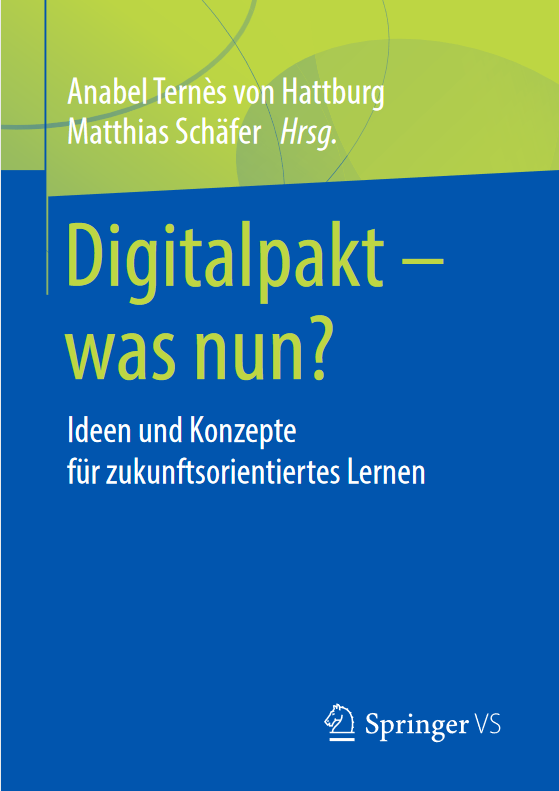 Anabel Ternès von Hattburg
Matthias Schäfer Hrsg.
Digitalpakt –
was nun?
Ideen und Konzepte
für zukunftsorientiertes Lernen
Springer VS